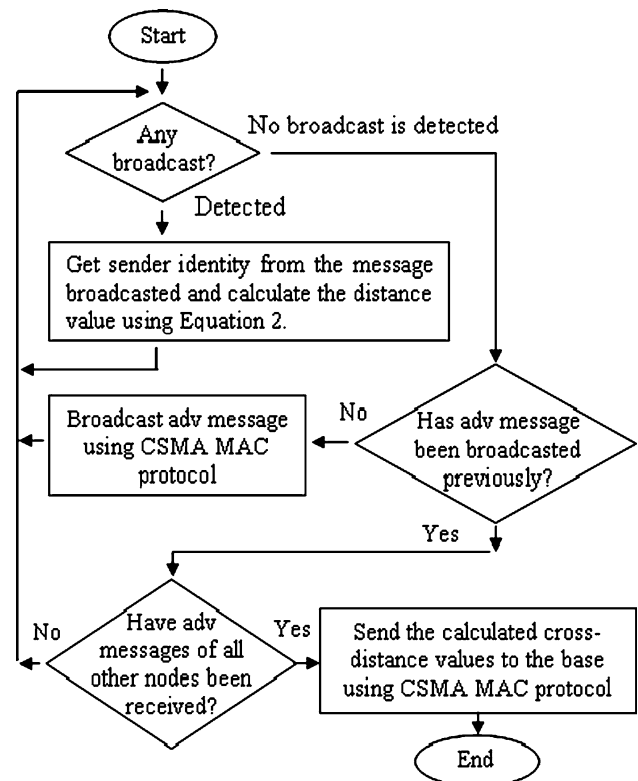 Start
Any
broadcast?
No broadcast is detected
Detected
Get sender identity from the message
broadcasted and calculate the distance
value using Equation 2.
Broadcast adv message
using CSMA MAC
protocol
No
Has adv message
been broadcasted
previously?
Yes
No
Have adv
messages of all
other nodes been
received?
Yes
Send the calculated cross-
distance values to the base
using CSMA MAC protocol
End